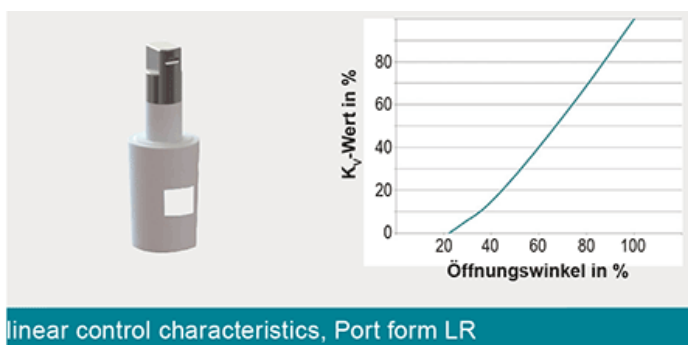 80
60
40
20
0
20 40 60 80 100
Kv-Wert in %
Öffnungswinkel in %
linear control characteristics, Port form LR